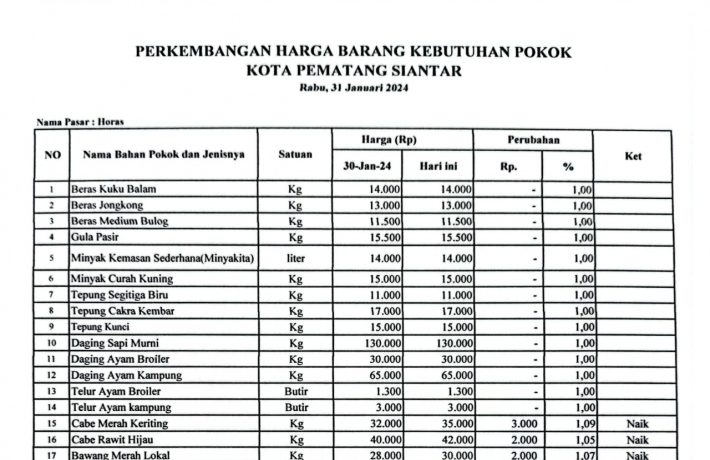 PERKEMBANGAN HARGA BARANG KEBUTUHAN POKOK
KOTA PEMATANG SIANTAR
Rabu, 31 Januari 2024
Nama Pasar : Horas
NO Nama Bahan Pokok dan Jenisnya Satuan Harga (Rp) Perubahan Ket
30-Jan-24 Hari ini Rp. %
1 Beras Kuku Balam Kg 14.000 14.000 - 1,00
2 Beras Jongkong Kg 13.000 13.000 - 1,00
3 Beras Medium Bulog Kg 11.500 11.500 - 1,00
4 Gula Pasir Kg 15.500 15.500 - 1,00
5 Minyak Kemasan Sederhana(Minyakita) liter 14.000 14.000 - 1,00
6 Minyak Curah Kuning Kg 15.000 15.000 - 1,00
7 Tepung Segitiga Biru Kg 11.000 11.000 - 1,00
8 Tepung Cakra Kembar Kg 17.000 17.000 - 1,00
9 Tepung Kunci Kg 15.000 15.000 - 1,00
10 Daging Sapi Murni Kg 130.000 130.000 - 1,00
11 Daging Ayam Broiler Kg 30.000 30.000 - 1,00
12 Daging Ayam Kampung Kg 65.000 65.000 - 1,00
13 Telur Ayam Broiler Butir 1.300 1.300 - 1,00
14 Telur Ayam kampung Butir 3.000 3.000 - 1,00
15 Cabe Merah Keriting Kg 32.000 35.000 3.000 1,09 Naik
16 Cabe Rawit Hijau Kg 40.000 42.000 2.000 1,05 Naik
17 Bawang Merah Lokal Kg 28.000 30.000 2.000 1,07 Naik